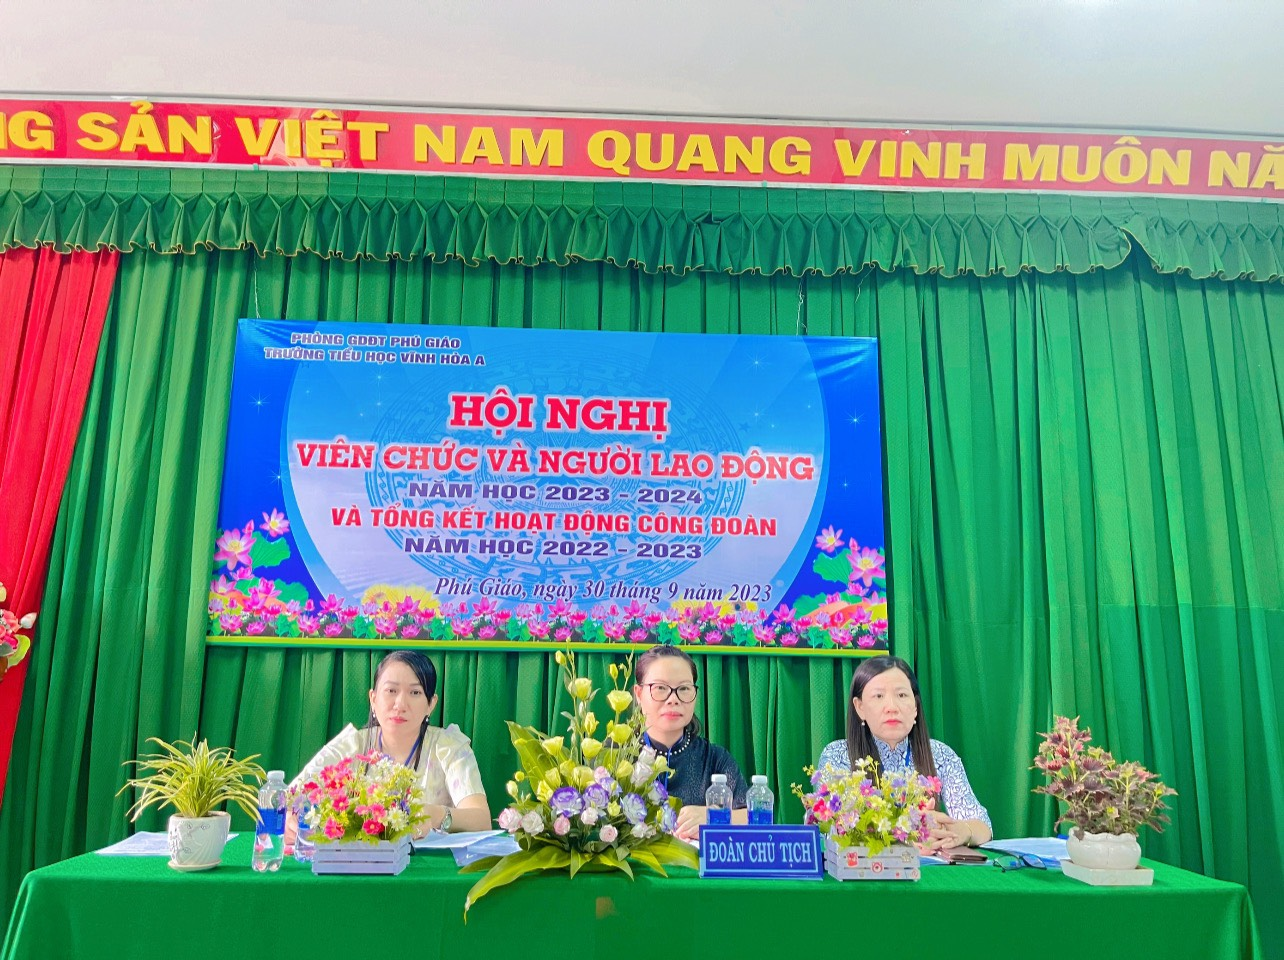 NG SẢN VIỆT NAM QUANG VINH MUÔN NĂ
PHÒNG GDĐT PHÚ GIÁO
TRƯỜNG TIỂU HỌC VĨNH HÒA A
HỘI NGHỊ
VIÊN CHỨC VÀ NGƯỜI LAO ĐỘNG
NĂM HỌC 2023 - 2024
VÀ TỔNG KẾT HOẠT ĐỘNG CÔNG ĐOÀN
NĂM HỌC 2022 - 2023
Phú Giáo, ngày 30 tháng 9 năm 2023
ĐOÀN CHỦ TỊCH